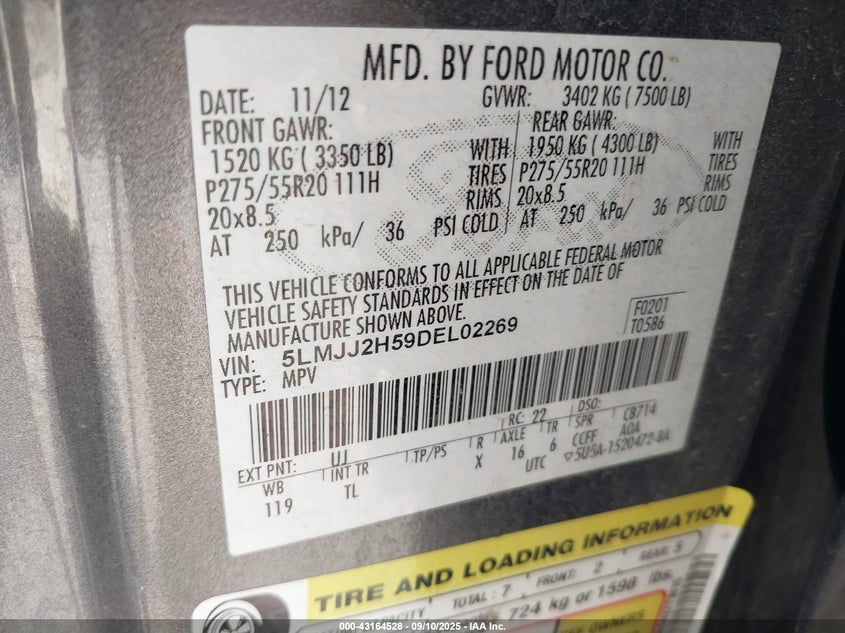 MFD. BY FORD MOTOR CO.
DATE: 11/12 GVWR: 3402 KG ( 7500 LB)
FRONT GAWR: REAR GAWR:
1520 KG ( 3350 LB) WITH 1950 KG ( 4300 LB) WITH
P275/55R20 111H TIRES P275/55R20 111H TIRES
20x8.5 RIMS 20x8.5 RIMS
AT 250 kPa/ 36 PSI COLD AT 250 kPa/ 36 PSI COLD
THIS VEHICLE CONFORMS TO ALL APPLICABLE FEDERAL MOTOR
VEHICLE SAFETY STANDARDS IN EFFECT ON THE DATE OF
MANUFACTURE SHOWN ABOVE.
F0201
VIN: 5LMJJ2H59DEL02269 T0586
TYPE: MPV
RC: 22 DSO:
EXT PNT: UJ
WB INT TR TP/PS R AXLE TR SPR CB714
119 TL X 16 6 CCFF AOA
UTC ▽5U5A-1520472-BA
TIRE AND LOADING INFORMATION
TOTAL : 7 FRONT: 2 REAR: 5
724 kg or 1598 lbs.
OWNERS
000-43164528 - 09/10/2025 - IAA Inc.